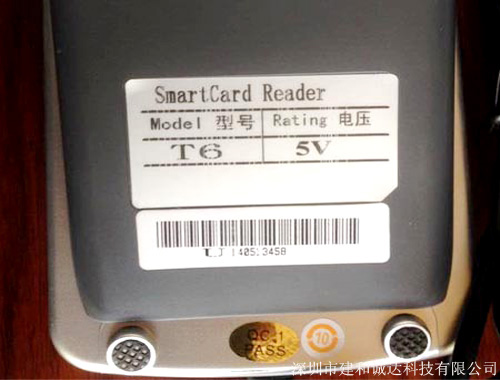 SmartCard Reader
Model 型号 Rating 电压
T6 5V
QC 1
PASS
10
深圳市建和诚达科技有限公司